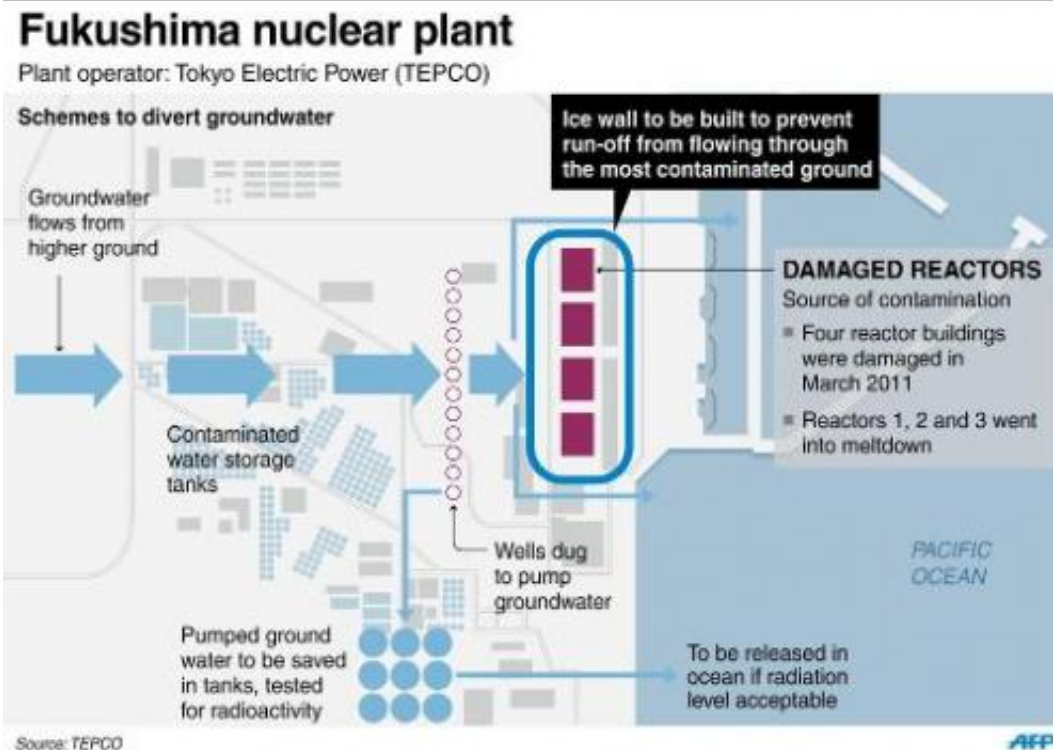 Fukushima nuclear plant
Plant operator: Tokyo Electric Power (TEPCO)
Schemes to divert groundwater
Ice wall to be built to prevent
run-off from flowing through
the most contaminated ground
Groundwater
flows from
higher ground
DAMAGED REACTORS
Source of contamination
Four reactor buildings
were damaged in
March 2011
Reactors 1, 2 and 3 went
into meltdown
Contaminated
water storage
tanks
Wells dug
to pump
groundwater
PACIFIC
OCEAN
Pumped ground
water to be saved
in tanks, tested
for radioactivity
To be released in
ocean if radiation
level acceptable
Source: TEPCO
AFP